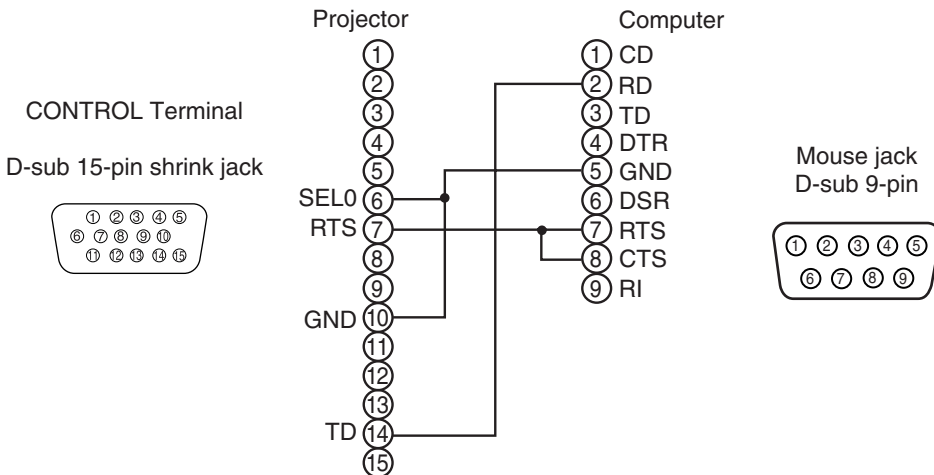 Projector
Computer
CONTROL Terminal
D-sub 15-pin shrink jack
1 2 3 4 5
6 7 8 9 10
11 12 13 14 15
1
2
3
4
5
SEL0 6
RTS 7
8
9
GND 10
11
12
13
TD 14
15
1 CD
2 RD
3 TD
4 DTR
5 GND
6 DSR
7 RTS
8 CTS
9 RI
Mouse jack
D-sub 9-pin
1 2 3 4 5
6 7 8 9